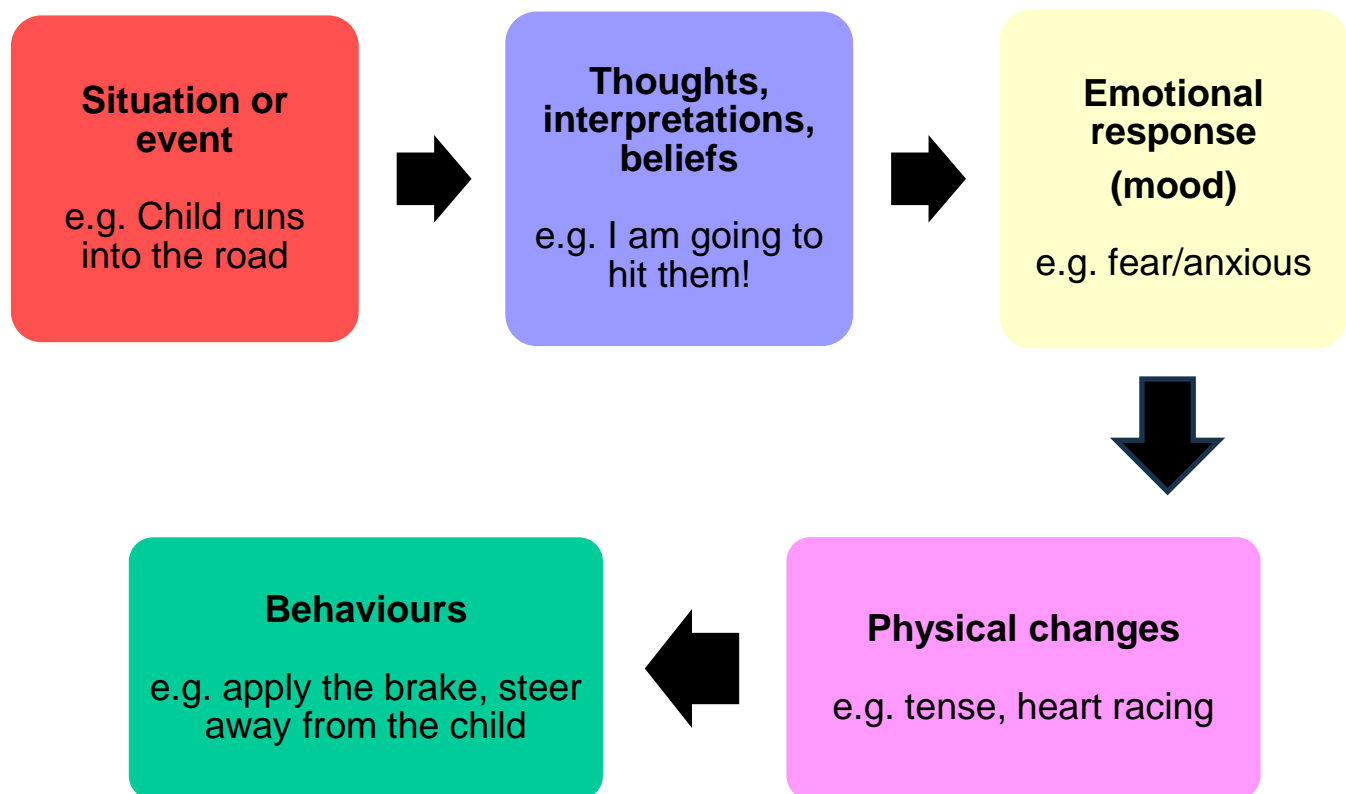 Situation or
event
e.g. Child runs
into the road
Thoughts,
interpretations,
beliefs
e.g. I am going to
hit them!
Emotional
response
(mood)
e.g. fear/anxious
Physical changes
e.g. tense, heart racing
Behaviours
e.g. apply the brake, steer
away from the child